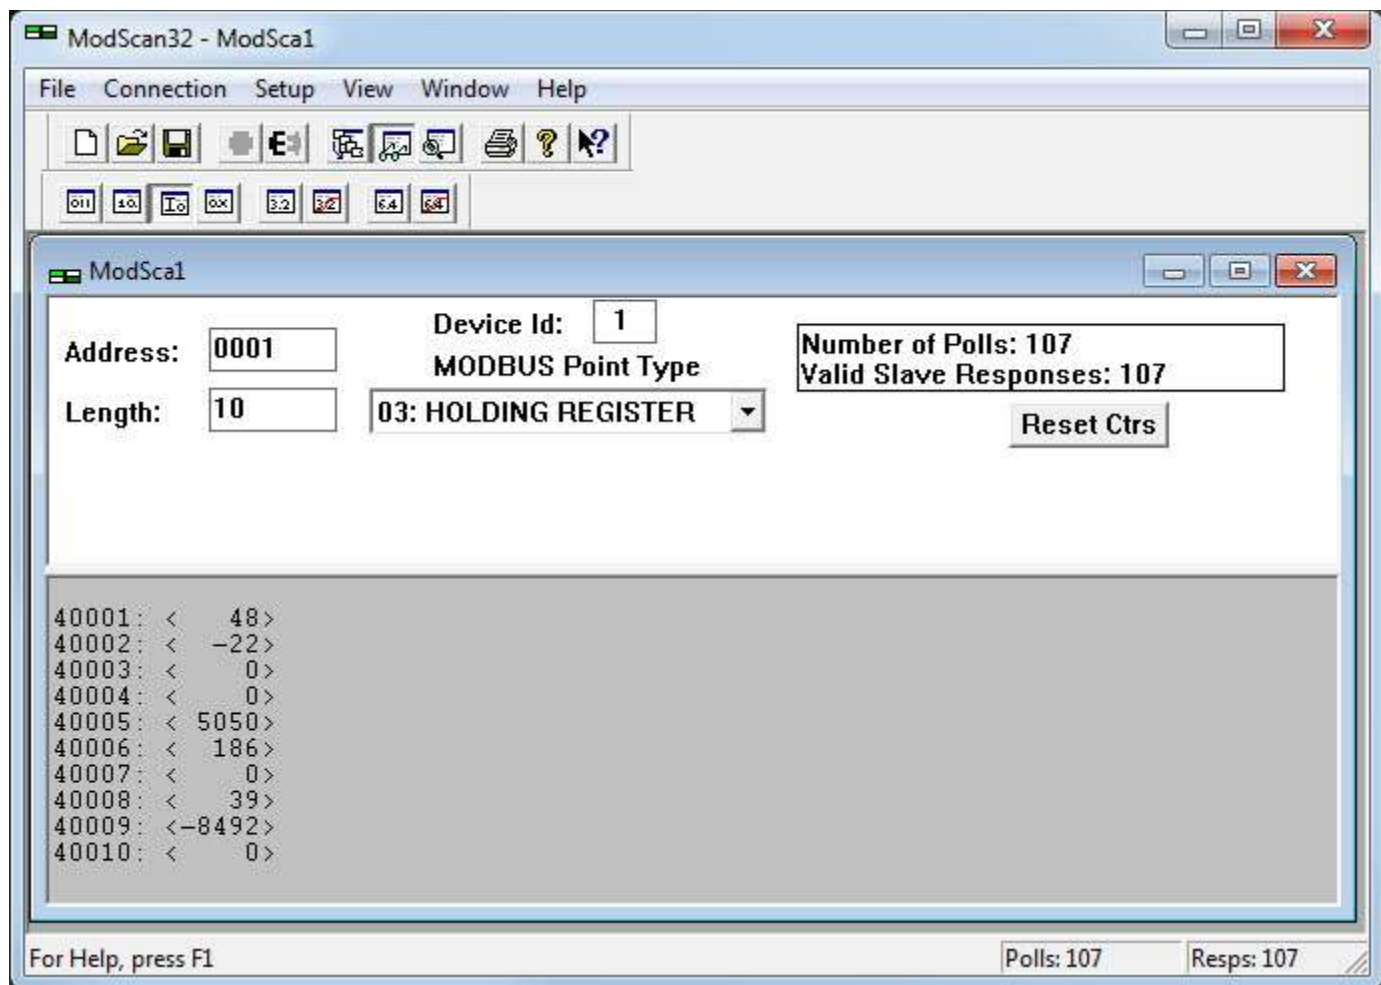 ModScan32 - ModSca1
File Connection Setup View Window Help
ModSca1
Address: 0001
Length: 10
Device Id: 1
MODBUS Point Type
03: HOLDING REGISTER
Number of Polls: 107
Valid Slave Responses: 107
Reset Ctrs
40001: <   48>
40002: <  -22>
40003: <    0>
40004: <    0>
40005: < 5050>
40006: <  186>
40007: <    0>
40008: <   39>
40009: <-8492>
40010: <    0>
For Help, press F1
Polls: 107
Resps: 107